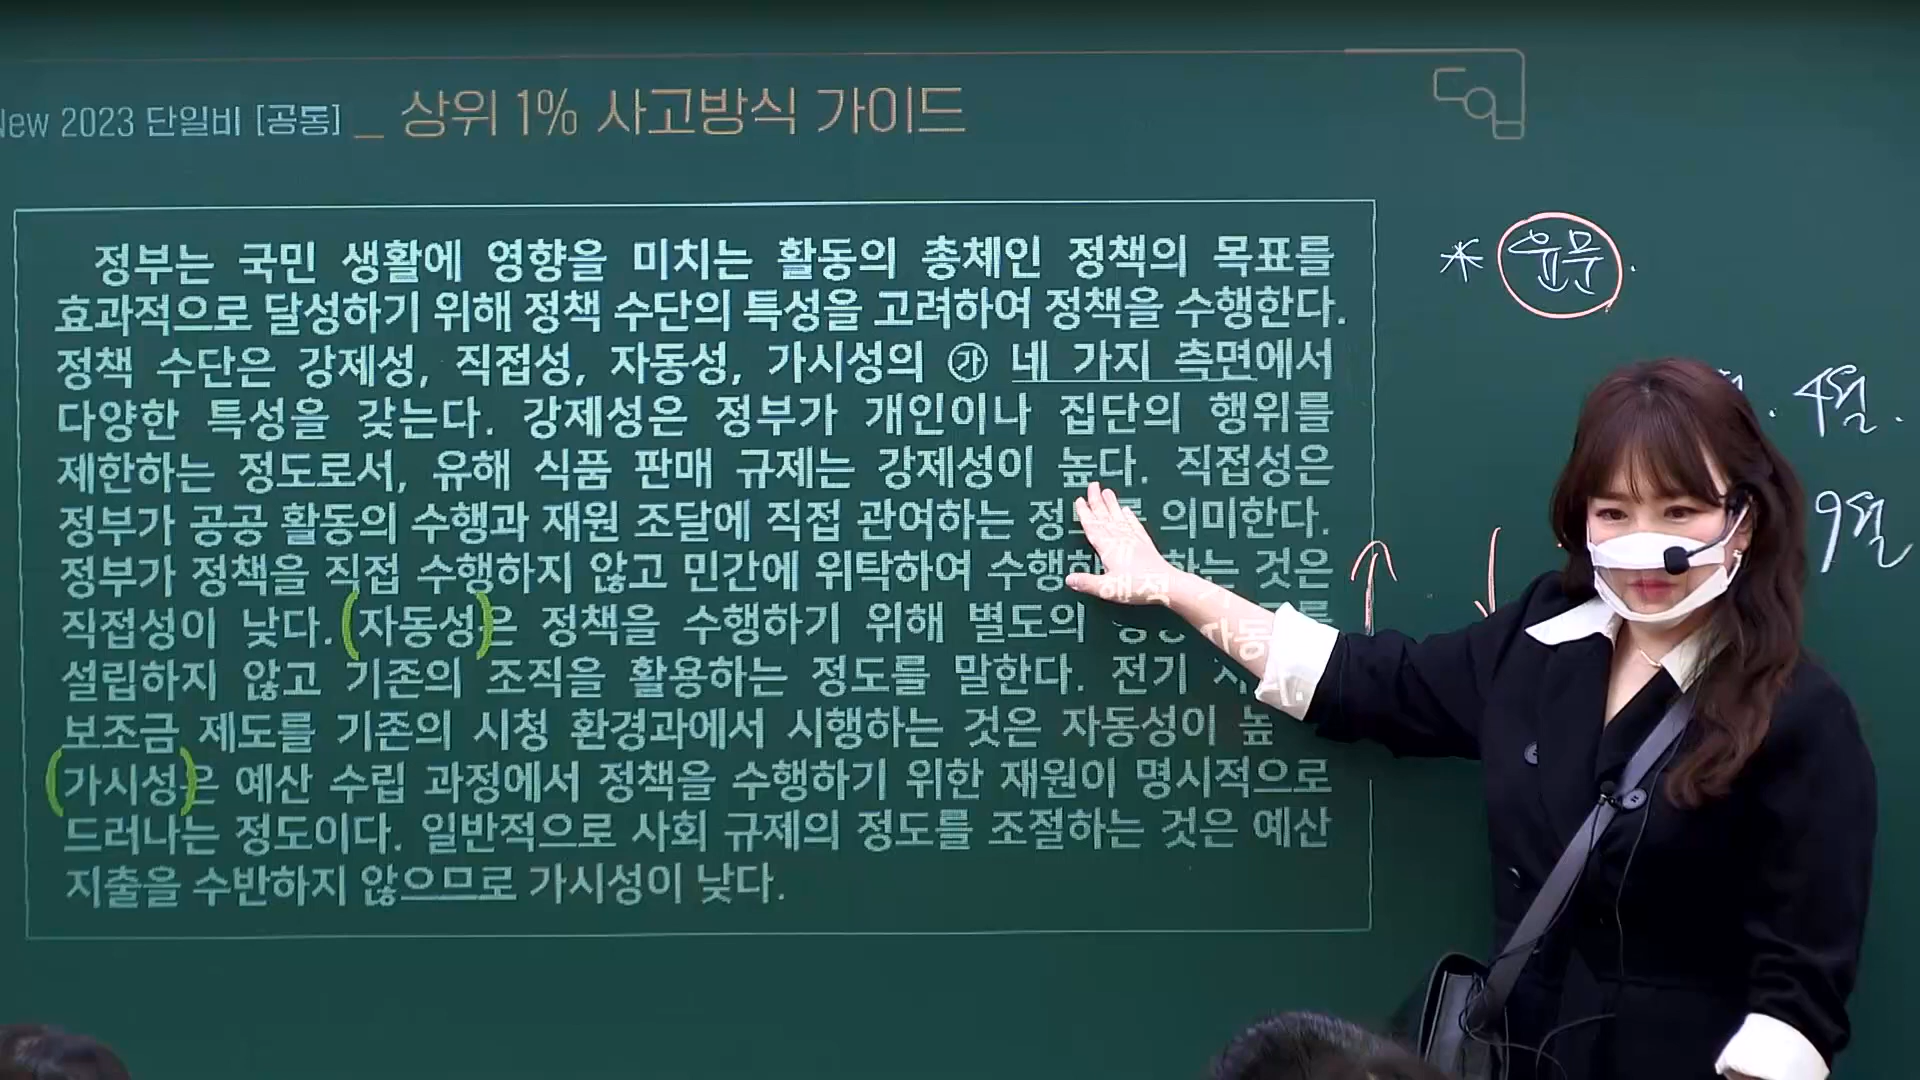 New 2023 단일비 [공통] _ 상위 1% 사고방식 가이드
정부는 국민 생활에 영향을 미치는 활동의 총체인 정책의 목표를
효과적으로 달성하기 위해 정책 수단의 특성을 고려하여 정책을 수행한다.
정책 수단은 강제성, 직접성, 자동성, 가시성의 ㉮ 네 가지 측면에서
다양한 특성을 갖는다. 강제성은 정부가 개인이나 집단의 행위를
제한하는 정도로서, 유해 식품 판매 규제는 강제성이 높다. 직접성은
정부가 공공 활동의 수행과 재원 조달에 직접 관여하는 정도를 의미한다.
정부가 정책을 직접 수행하지 않고 민간에 위탁하여 수행하게 하는 것은
직접성이 낮다. (자동성)은 정책을 수행하기 위해 별도의
설립하지 않고 기존의 조직을 활용하는 정도를 말한다. 전기
보조금 제도를 기존의 시청 환경과에서 시행하는 것은 자동성이 높
(가시성)은 예산 수립 과정에서 정책을 수행하기 위한 재원이 명시적으로
드러나는 정도이다. 일반적으로 사회 규제의 정도를 조절하는 것은 예산
지출을 수반하지 않으므로 가시성이 낮다.
* 운문.
4월.
9월